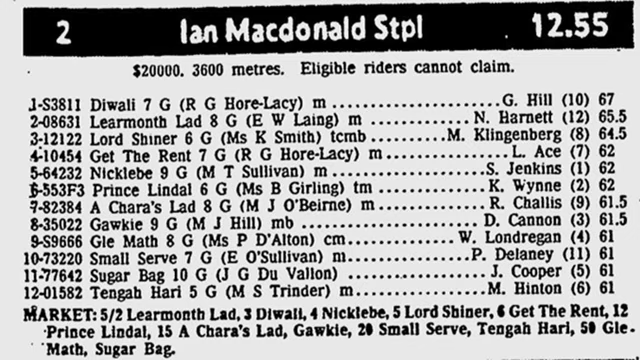 2 Ian Macdonald Stpl 12.55
$20000. 3600 metres. Eligible riders cannot claim.
1-S3811 Diwali 7 G (R G Hore-Lacy) m ........................G. Hill (10) 67
2-08631 Learmonth Lad 8 G (E W Laing) m ............N. Harnett (12) 65.5
3-12122 Lord Shiner 6 G (Ms K Smith) tcmb ..........M. Klingenberg (8) 64.5
4-10454 Get The Rent 7 G (R G Hore-Lacy) m ................L. Ace (7) 62
5-64232 Nicklebe 9 G (M T Sullivan) m ..................S. Jenkins (1) 62
6-553F3 Prince Lindal 6 G (Ms B Girling) tm ............K. Wynne (2) 62
7-82384 A Chara's Lad 8 G (M J O'Beirne) m ............R. Challis (9) 61.5
8-35022 Gawkie 9 G (M J Hill) mb ....................D. Cannon (3) 61.5
9-S9666 Gle Math 8 G (Ms P D'Alton) cm ............W. Londregan (4) 61
10-73220 Small Serve 7 G (E O'Sullivan) m ............P. Delaney (11) 61
11-77642 Sugar Bag 10 G (J G Du Vallon) ................J. Cooper (5) 61
12-01582 Tengah Hari 5 G (M S Trinder) m ............M. Hinton (6) 61
MARKET: 5/2 Learmonth Lad, 3 Diwali, 4 Nicklebe, 5 Lord Shiner, 6 Get The Rent, 12
Prince Lindal, 15 A Chara's Lad, Gawkie, 20 Small Serve, Tengah Hari, 50 Gle
Math, Sugar Bag.